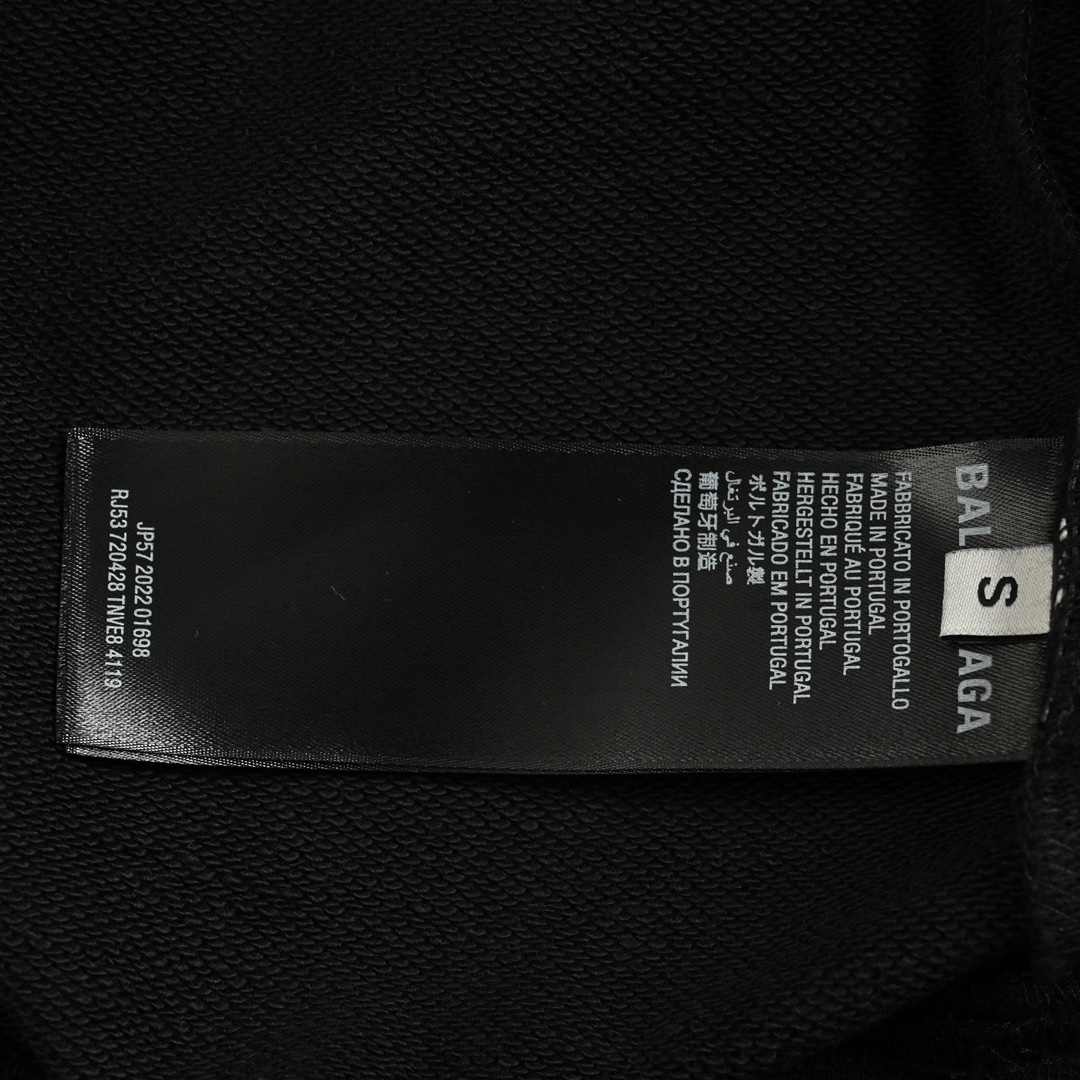 BAL AGA
S
FABBRICATO IN PORTOGALLO
MADE IN PORTUGAL
FABRIQUÉ AU PORTUGAL
HECHO EN PORTUGAL
HERGESTELLT IN PORTUGAL
FABRICADO EM PORTUGAL
ポルトガル製
صنع في البرتغال
葡萄牙制造
СДЕЛАНО В ПОРТУГАЛИИ
JP57 2022 01698
RJ53 720428 TNVE8 4119